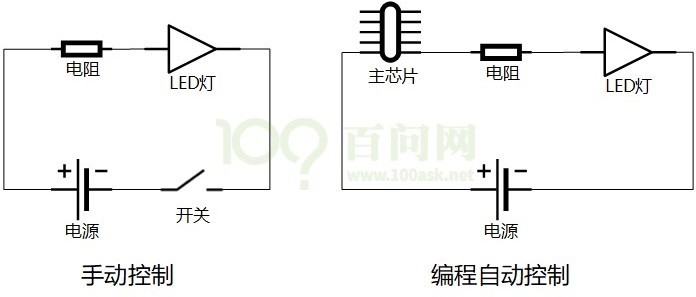 电阻
LED灯
+
−
电源
开关
手动控制
主芯片
电阻
LED灯
+
−
电源
编程自动控制
100?
百问网
www.100ask.net